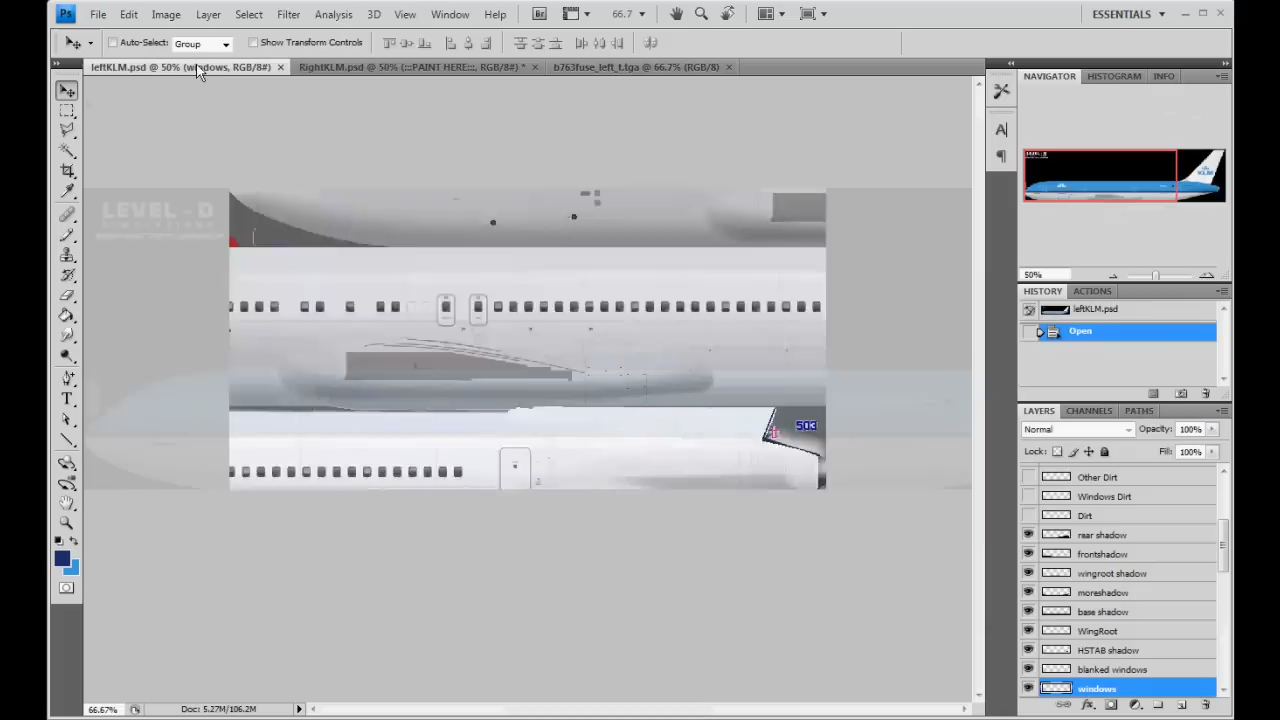 Ps File Edit Image Layer Select Filter Analysis 3D View Window Help Br 66.7 ESSENTIALS
Auto-Select: Group Show Transform Controls
leftKLM.psd @ 50% (windows, RGB/8#) RightKLM.psd @ 50% (:::PAINT HERE:::, RGB/8#) * b763fuse_left_t.tga @ 66.7% (RGB/8)
NAVIGATOR HISTOGRAM INFO
LEVEL-D
KLM
50%
HISTORY ACTIONS
leftKLM.psd
Open
LAYERS CHANNELS PATHS
Normal Opacity: 100%
Lock: Fill: 100%
503
Other Dirt
Windows Dirt
Dirt
rear shadow
frontshadow
wingroot shadow
moreshadow
base shadow
WingRoot
HSTAB shadow
blanked windows
windows
66.67% Doc: 5.27M/106.2M